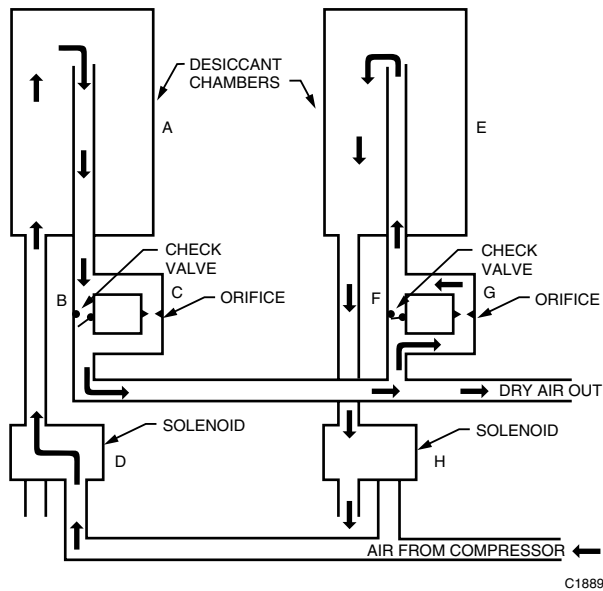 DESICCANT
CHAMBERS
A
E
CHECK
VALVE
B
C
ORIFICE
CHECK
VALVE
F
G
ORIFICE
DRY AIR OUT
SOLENOID
D
SOLENOID
H
AIR FROM COMPRESSOR
C1889